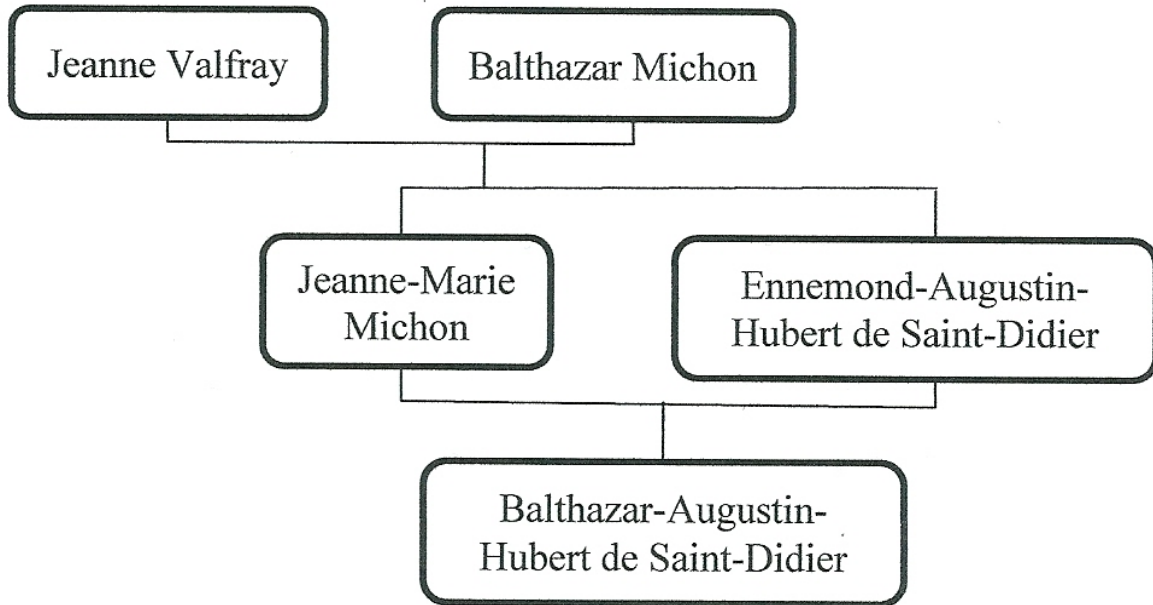 Jeanne Valfray
Balthazar Michon
Jeanne-Marie
Michon
Ennemond-Augustin-
Hubert de Saint-Didier
Balthazar-Augustin-
Hubert de Saint-Didier